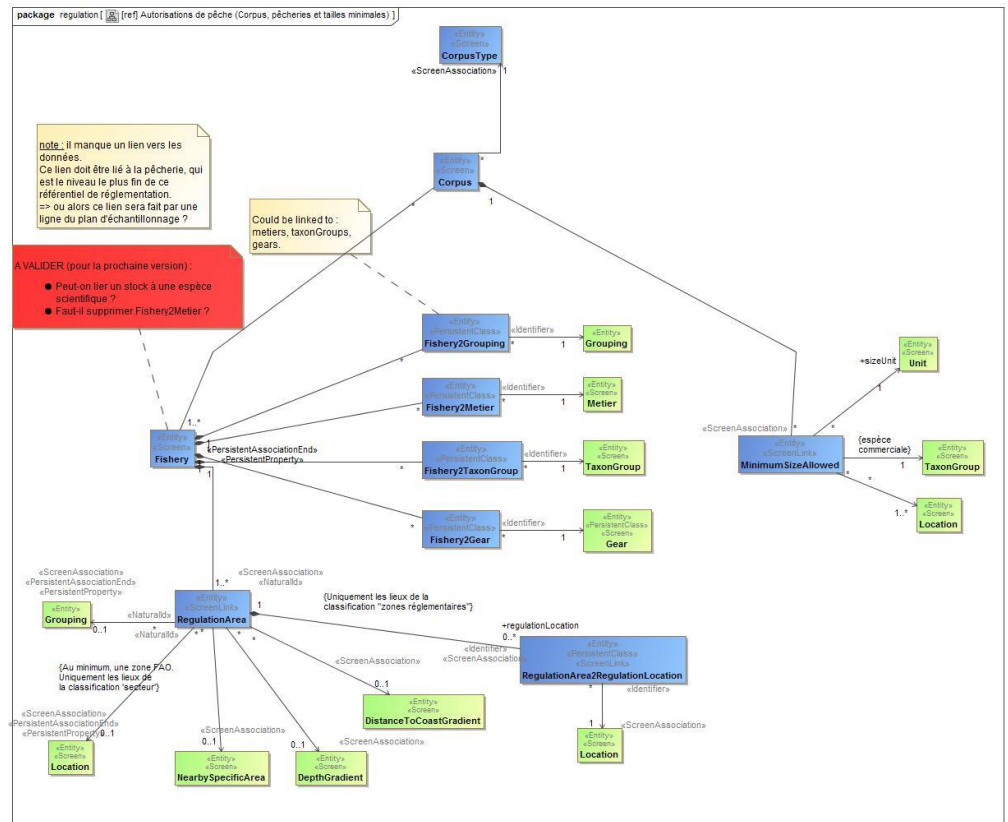 package regulation [ [ref] Autorisations de pêche (Corpus, pêcheries et tailles minimales) ]
«Entity»
«Screen»
CorpusType
«ScreenAssociation» 1
*
«Entity»
«Screen»
Corpus
*
1
note : il manque un lien vers les
données.
Ce lien doit être lié à la pêcherie, qui
est le niveau le plus fin de ce
référentiel de réglementation.
=> ou alors ce lien sera fait par une
ligne du plan d'échantillonnage ?
Could be linked to :
metiers, taxonGroups,
gears.
A VALIDER (pour la prochaine version) :
● Peut-on lier un stock à une espèce
scientifique ?
● Faut-il supprimer Fishery2Metier ?
«Entity»
«PersistentClass»
Fishery2Grouping
«Identifier»
*
*
1
«Entity»
«Screen»
Grouping
«Entity»
«PersistentClass»
Fishery2Metier
«Identifier»
*
*
1
«Entity»
«Screen»
Metier
«Entity»
«PersistentClass»
Fishery2TaxonGroup
«Identifier»
*
*
1
«Entity»
«Screen»
TaxonGroup
«Entity»
«PersistentClass»
Fishery2Gear
«Identifier»
*
*
1
«Entity»
«PersistentClass»
«Screen»
Gear
1..*
«Entity»
«Screen»
Fishery
1
«PersistentAssociationEnd»
«PersistentProperty»
1
1
«Entity»
«Screen»
Unit
+sizeUnit
1
«ScreenAssociation»
*
*
«Entity»
«ScreenLink»
MinimumSizeAllowed
{espèce
commerciale}
1
«Entity»
«Screen»
TaxonGroup
*
*
1..*
«Entity»
«Screen»
Location
1..*
«ScreenAssociation»
«NaturalId»
«ScreenAssociation»
«PersistentAssociationEnd»
«PersistentProperty»
«Entity»
«Screen»
Grouping
0..1
«NaturalId»
*
«NaturalId»
«Entity»
«ScreenLink»
RegulationArea
1
* * * * *
{Uniquement les lieux de la
classification "zones réglementaires"}
+regulationLocation
0..*
«Identifier»
«ScreenAssociation»
«Entity»
«PersistentClass»
«ScreenLink»
RegulationArea2RegulationLocation
*
«Identifier»
1
«ScreenAssociation»
«Entity»
«Screen»
Location
{Au minimum, une zone FAO.
Uniquement les lieux de
la classification 'secteur'}
«ScreenAssociation»
«PersistentAssociationEnd»
«PersistentProperty»
0..1
«Entity»
«Screen»
Location
«ScreenAssociation»
0..1
«Entity»
«Screen»
NearbySpecificArea
«ScreenAssociation»
0..1
«Entity»
«Screen»
DepthGradient
«ScreenAssociation»
0..1
«Entity»
«Screen»
DistanceToCoastGradient